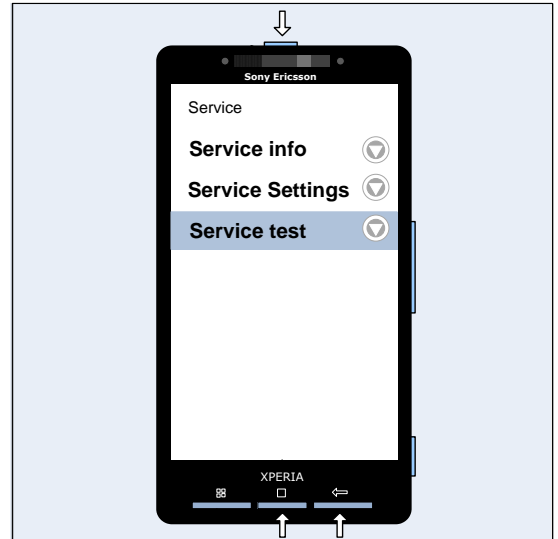 Sony Ericsson
Service
Service info
Service Settings
Service test
XPERIA